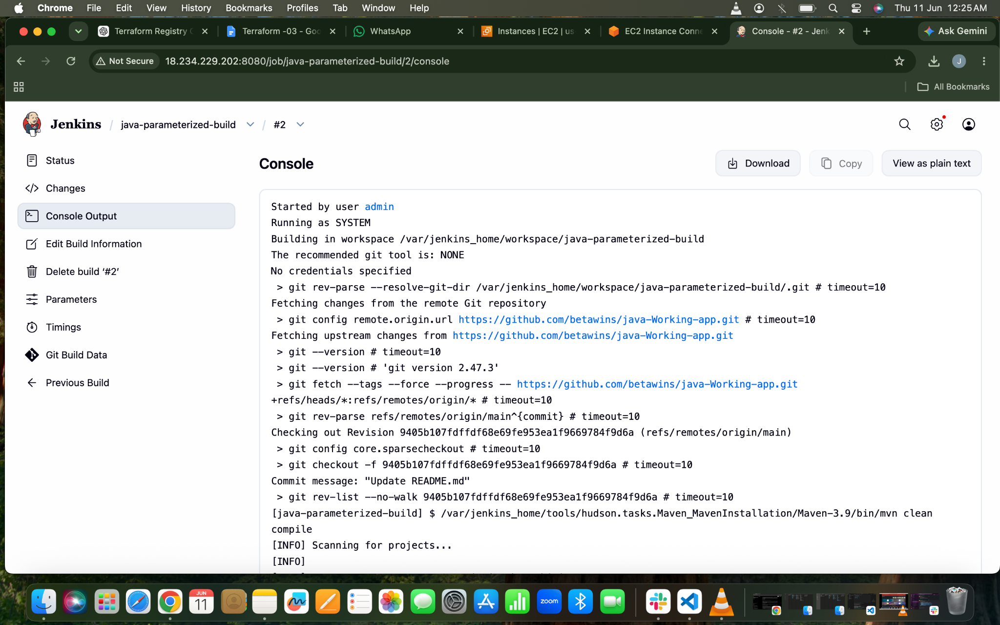 Chrome File Edit View History Bookmarks Profiles Tab Window Help Thu 11 Jun 12:25 AM
Terraform Registry Terraform -03 - Goo WhatsApp Instances | EC2 | us- EC2 Instance Conne Console - #2 - Jenk Ask Gemini
Not Secure 18.234.229.202:8080/job/java-parameterized-build/2/console J
All Bookmarks
Jenkins / java-parameterized-build / #2
Status
Changes
Console Output
Edit Build Information
Delete build ‘#2’
Parameters
Timings
Git Build Data
Previous Build
Console
Download
Copy
View as plain text
Started by user admin
Running as SYSTEM
Building in workspace /var/jenkins_home/workspace/java-parameterized-build
The recommended git tool is: NONE
No credentials specified
> git rev-parse --resolve-git-dir /var/jenkins_home/workspace/java-parameterized-build/.git # timeout=10
Fetching changes from the remote Git repository
> git config remote.origin.url https://github.com/betawins/java-Working-app.git # timeout=10
Fetching upstream changes from https://github.com/betawins/java-Working-app.git
> git --version # timeout=10
> git --version # 'git version 2.47.3'
> git fetch --tags --force --progress -- https://github.com/betawins/java-Working-app.git
+refs/heads/*:refs/remotes/origin/* # timeout=10
> git rev-parse refs/remotes/origin/main^{commit} # timeout=10
Checking out Revision 9405b107fdffdf68e69fe953ea1f9669784f9d6a (refs/remotes/origin/main)
> git config core.sparsecheckout # timeout=10
> git checkout -f 9405b107fdffdf68e69fe953ea1f9669784f9d6a # timeout=10
Commit message: "Update README.md"
> git rev-list --no-walk 9405b107fdffdf68e69fe953ea1f9669784f9d6a # timeout=10
[java-parameterized-build] $ /var/jenkins_home/tools/hudson.tasks.Maven_MavenInstallation/Maven-3.9/bin/mvn clean
compile
[INFO] Scanning for projects...
[INFO]
JUN
11
zoom